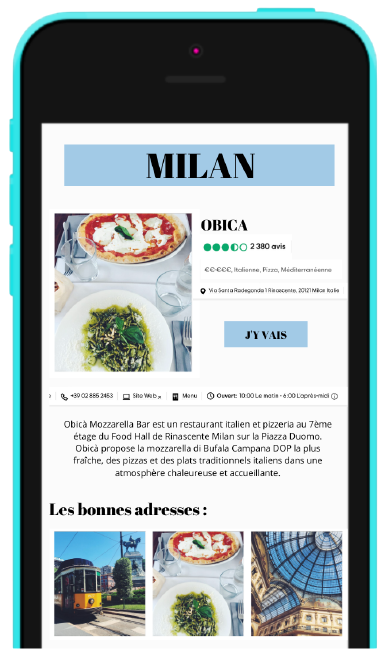 MILAN
OBICA
2 380 avis
€€-€€€, Italienne, Pizza, Méditerranéenne
Via Santa Radegonda 1 Rinascente, 20121 Milan Italie
J'Y VAIS
+39 02 885 2453 | Site Web | Menu | Ouvert: 10:00 Le matin - 6:00 L'après-midi
Obicà Mozzarella Bar est un restaurant italien et pizzeria au 7ème
étage du Food Hall de Rinascente Milan sur la Piazza Duomo.
Obicà propose la mozzarella di Bufala Campana DOP la plus
fraîche, des pizzas et des plats traditionnels italiens dans une
atmosphère chaleureuse et accueillante.
Les bonnes adresses :